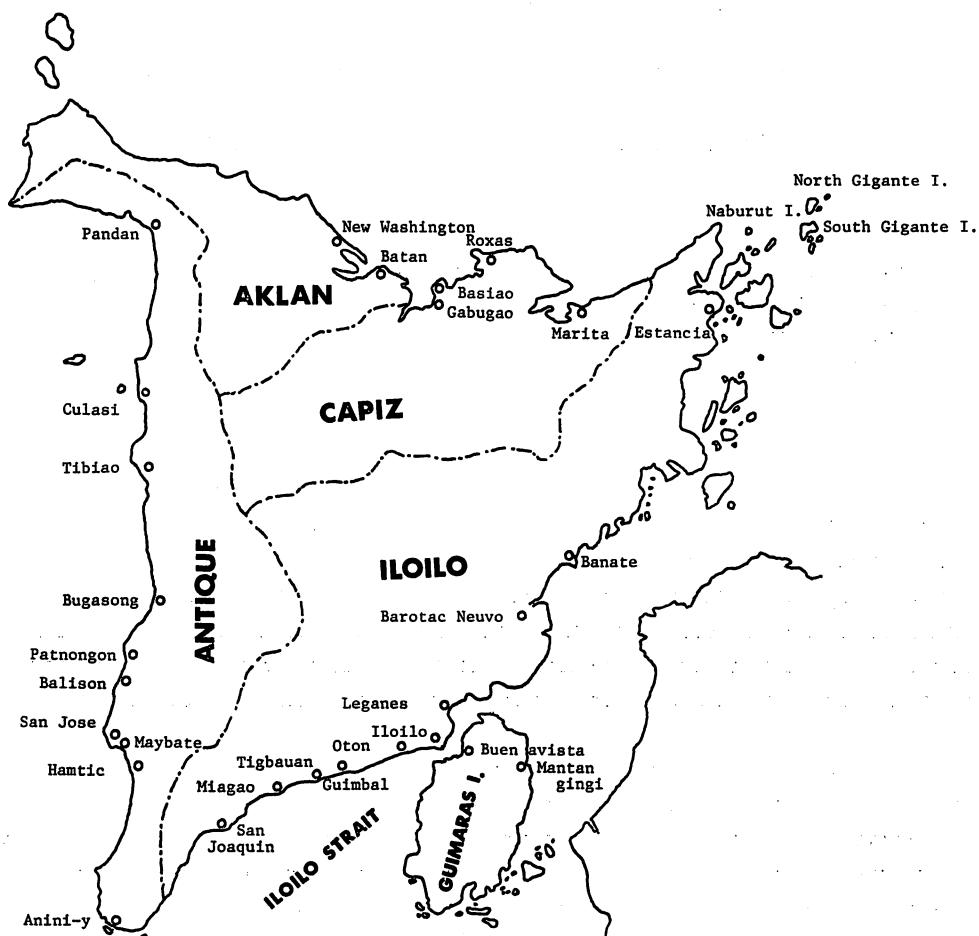 North Gigante I.
Naburut I.
South Gigante I.
New Washington
Roxas
Pandan
Batan
AKLAN
Basiao
Gabugao
Marita
Estancia
Culasi
CAPIZ
Tibiao
ANTIQUE
ILOILO
Banate
Bugasong
Barotac Neuvo
Patnongon
Balison
Leganes
San Jose
Maybate
Iloilo
Oton
Buenavista
Hamtic
Tigbauan
Mantan
gingi
Miagao
Guimbal
San
Joaquin
ILOILO STRAIT
GUIMARAS I.
Anini-y